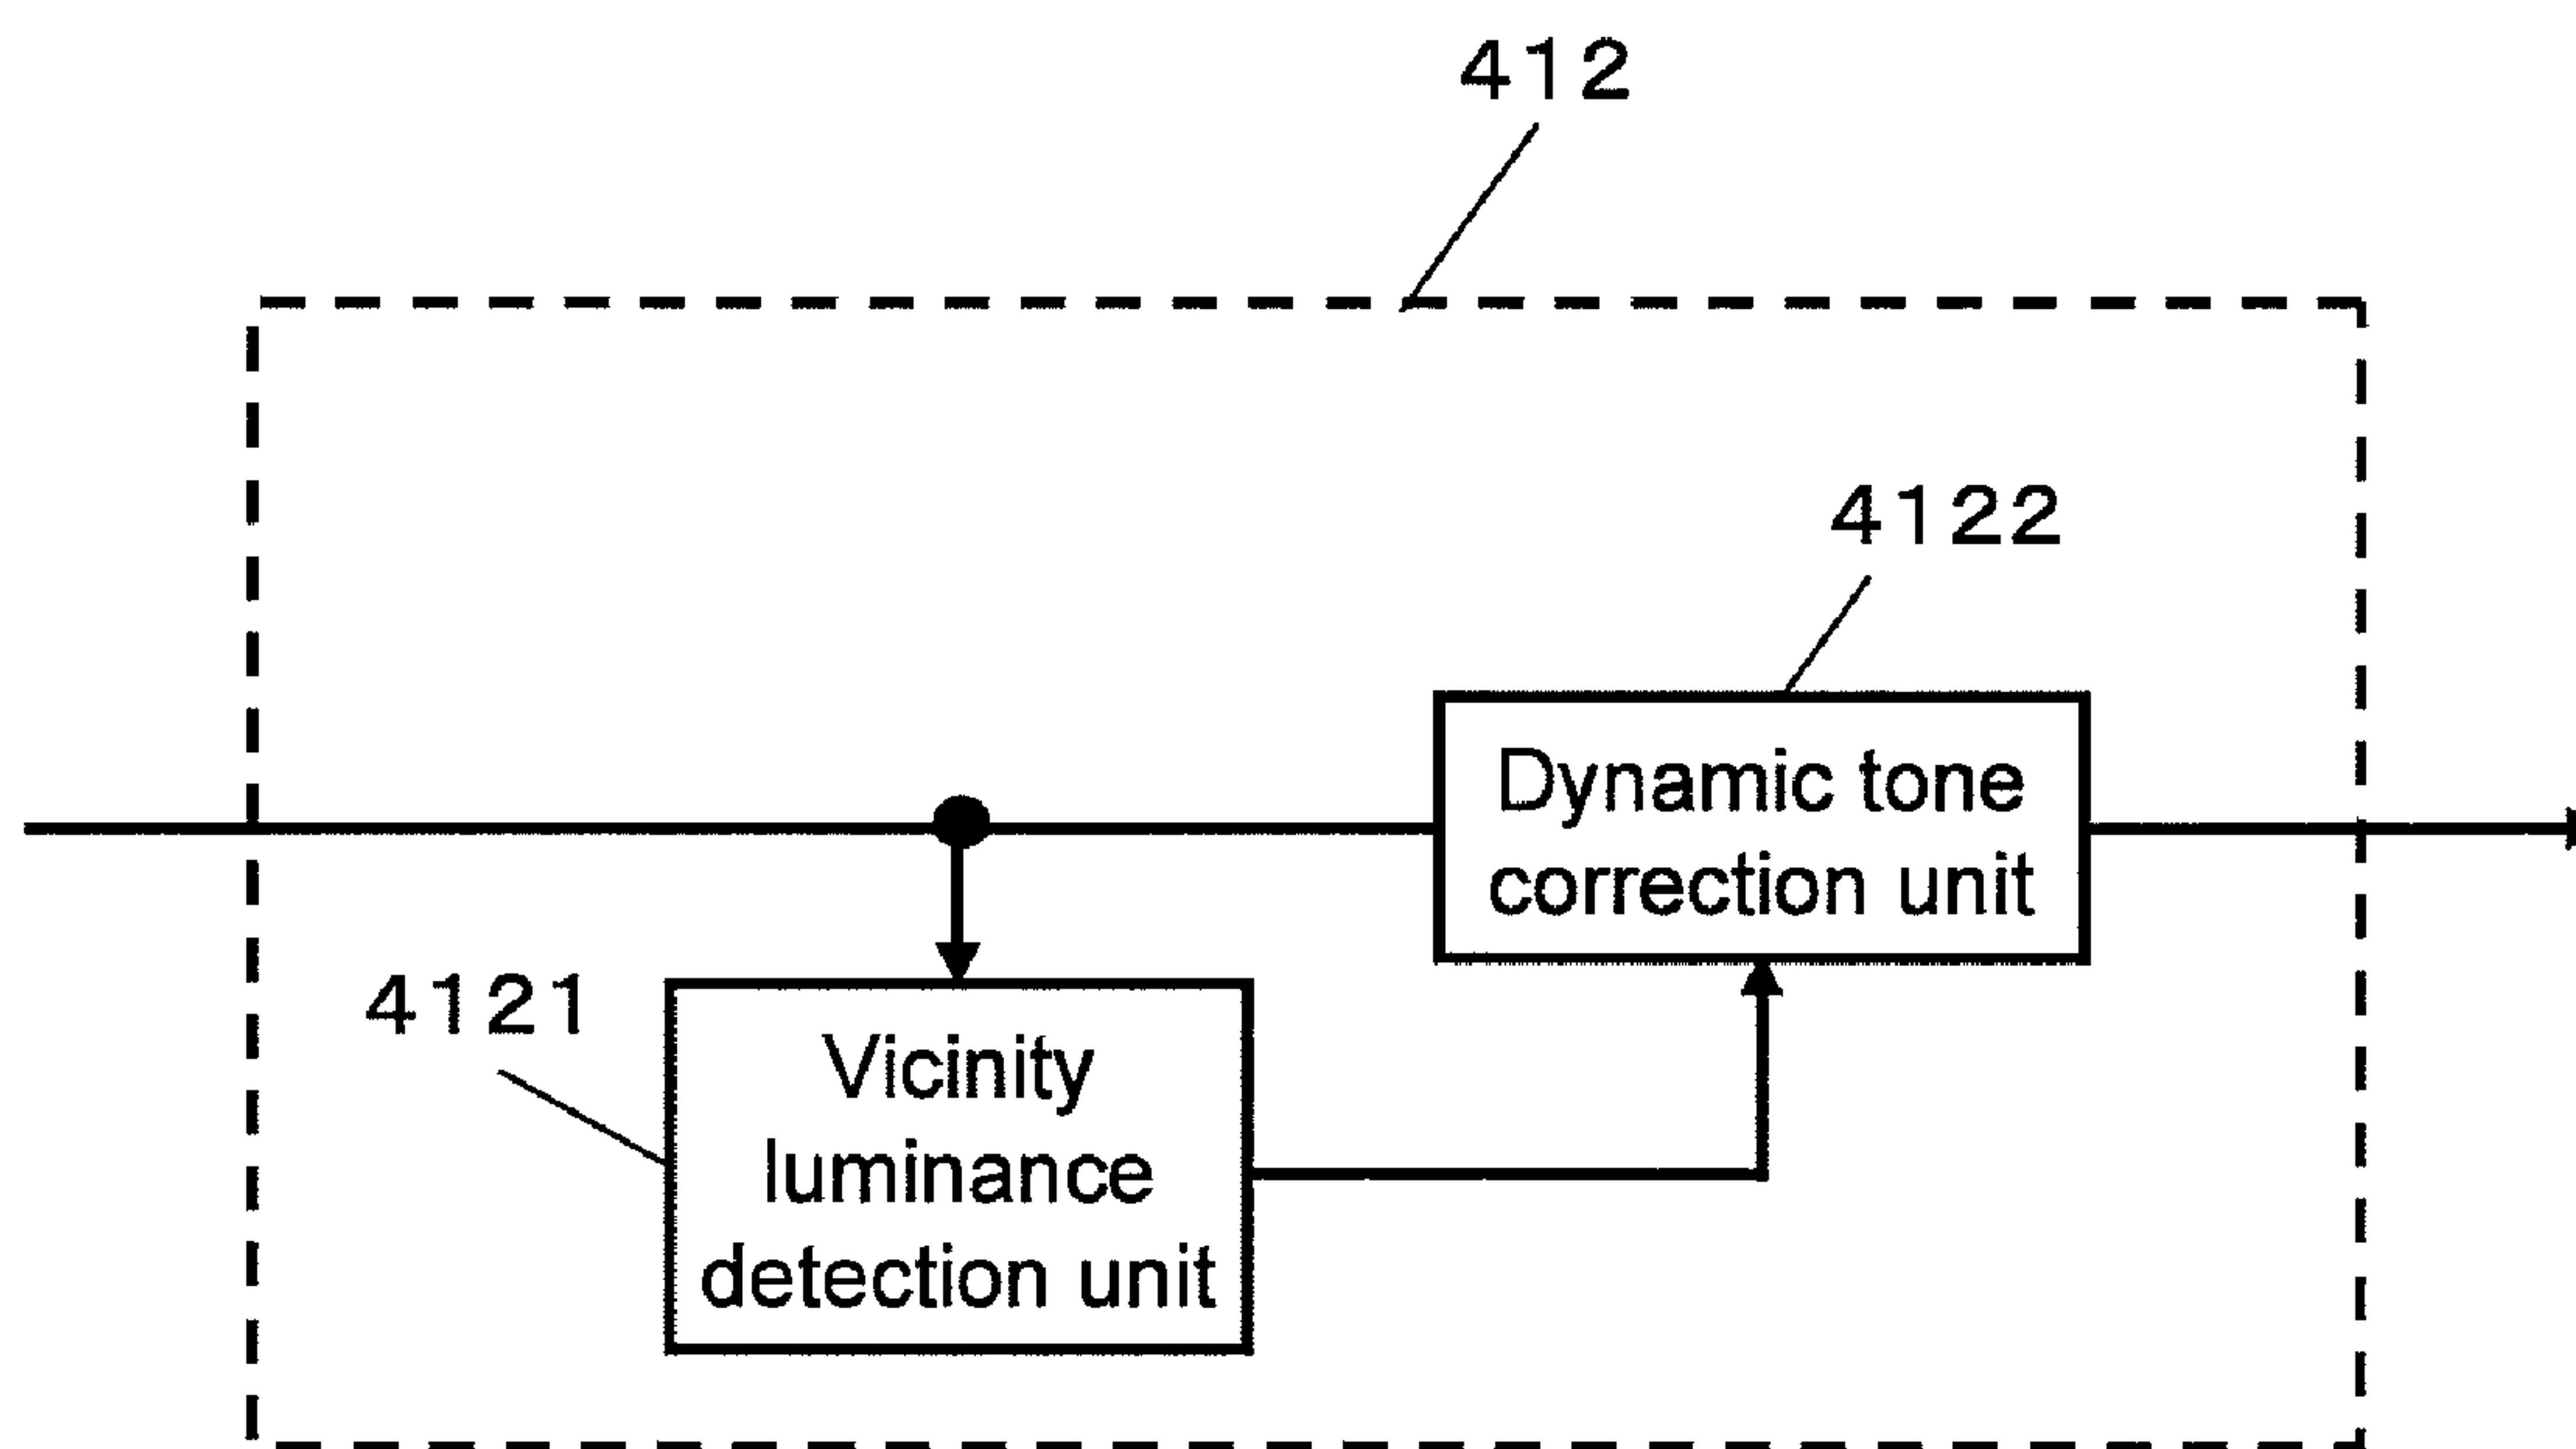 412
4122
Dynamic tone
correction unit
4121
Vicinity
luminance
detection unit